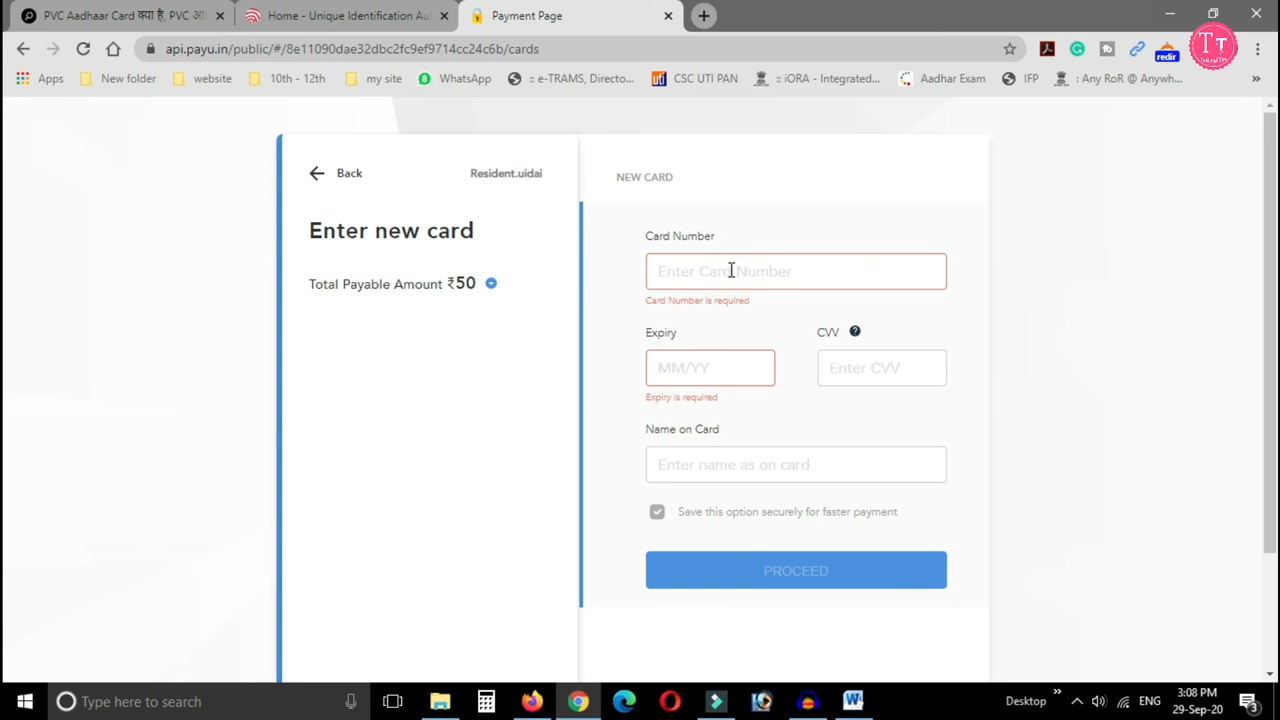 PVC Aadhaar Card क्या है, PVC आ
Home - Unique Identification Au
Payment Page
api.payu.in/public/#/8e11090dae32dbc2fc9ef9714cc24c6b/cards
redir
TT
Apps
New folder
website
10th - 12th
my site
WhatsApp
:: e-TRAMS, Directo...
CSC UTI PAN
:: iORA - Integrated...
Aadhar Exam
IFP
: Any RoR @ Anywh...
Back
Resident.uidai
NEW CARD
Enter new card
Total Payable Amount ₹50
Card Number
Enter Card Number
Card Number is required
Expiry
CVV
MM/YY
Enter CVV
Expiry is required
Name on Card
Enter name as on card
Save this option securely for faster payment
PROCEED
Type here to search
Desktop
ENG
3:08 PM
29-Sep-20
3